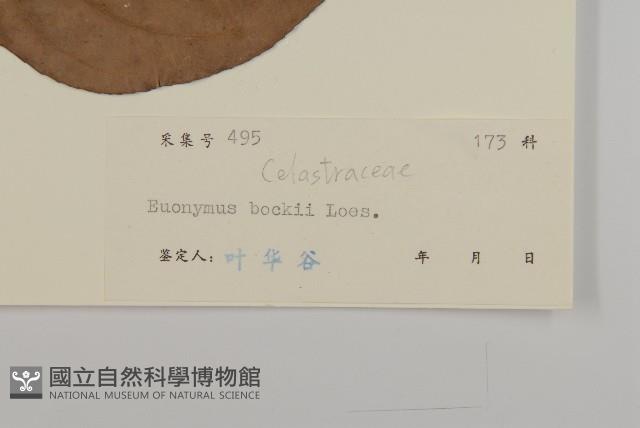 采集号 495 173 科
Celastraceae
Euonymus bockii Loes.
鉴定人: 叶华谷 年 月 日
國立自然科學博物館
NATIONAL MUSEUM OF NATURAL SCIENCE